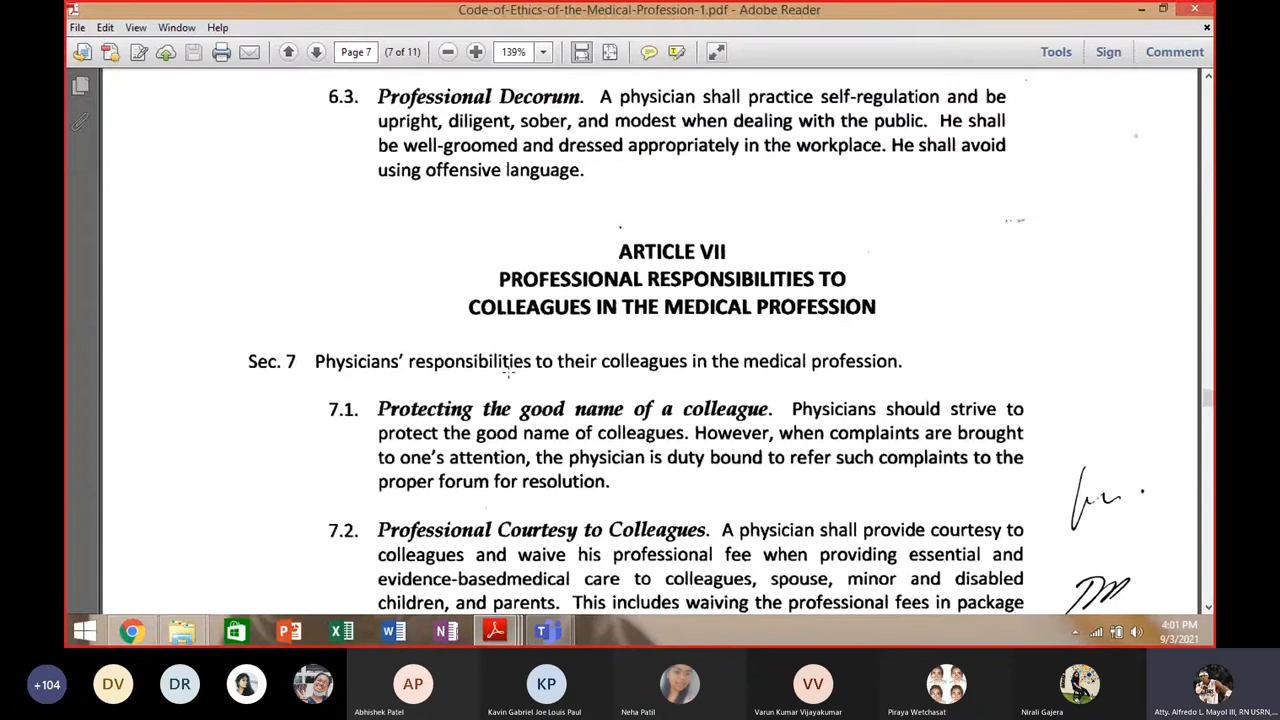 Code-of-Ethics-of-the-Medical-Profession-1.pdf - Adobe Reader
File Edit View Window Help
Page 7 (7 of 11) 139% Tools Sign Comment
6.3. Professional Decorum. A physician shall practice self-regulation and be
upright, diligent, sober, and modest when dealing with the public. He shall
be well-groomed and dressed appropriately in the workplace. He shall avoid
using offensive language.
ARTICLE VII
PROFESSIONAL RESPONSIBILITIES TO
COLLEAGUES IN THE MEDICAL PROFESSION
Sec. 7 Physicians' responsibilities to their colleagues in the medical profession.
7.1. Protecting the good name of a colleague. Physicians should strive to
protect the good name of colleagues. However, when complaints are brought
to one's attention, the physician is duty bound to refer such complaints to the
proper forum for resolution.
7.2. Professional Courtesy to Colleagues. A physician shall provide courtesy to
colleagues and waive his professional fee when providing essential and
evidence-basedmedical care to colleagues, spouse, minor and disabled
children, and parents. This includes waiving the professional fees in package
4:01 PM
9/3/2021
+104 DV DR AP KP VV
Abhishek Patel Kavin Gabriel Joe Louis Paul Neha Patil Varun Kumar Vijayakumar Piraya Wetchasat Nirali Gajera Atty. Alfredo L. Mayol III, RN USRN,...